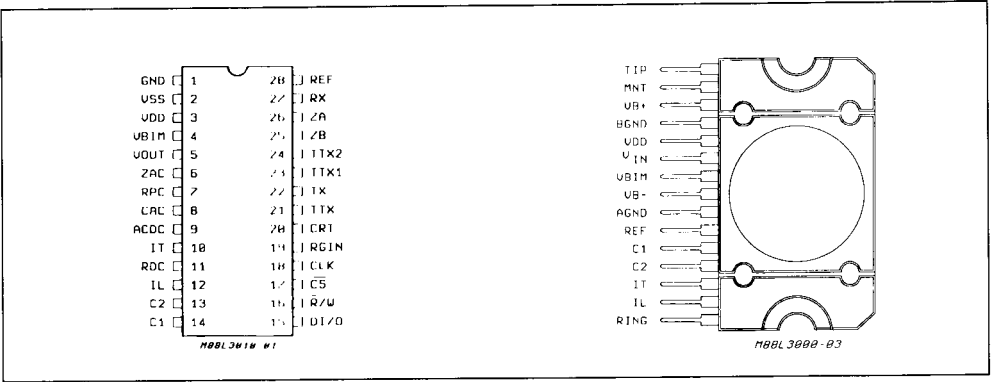 GND 1 28 REF
VSS 2 27 RX
VDD 3 26 ZA
VBIM 4 25 ZB
VOUT 5 24 TTX2
ZAC 6 23 TTX1
RPC 7 22 TX
CAC 8 21 TTX
ACDC 9 20 CRT
IT 10 19 RGIN
RDC 11 18 CLK
IL 12 17 C̅S̅
C2 13 16 R̅/W
C1 14 15 DI/O
M88L3010-01
TIP
MNT
VB+
BGND
VDD
VIN
VBIM
VB-
AGND
REF
C1
C2
IT
IL
RING
M88L3000-03